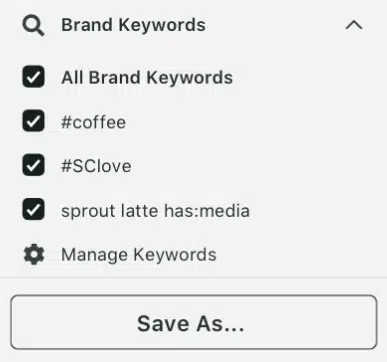 Brand Keywords
All Brand Keywords
#coffee
#SClove
sprout latte has:media
Manage Keywords
Save As...